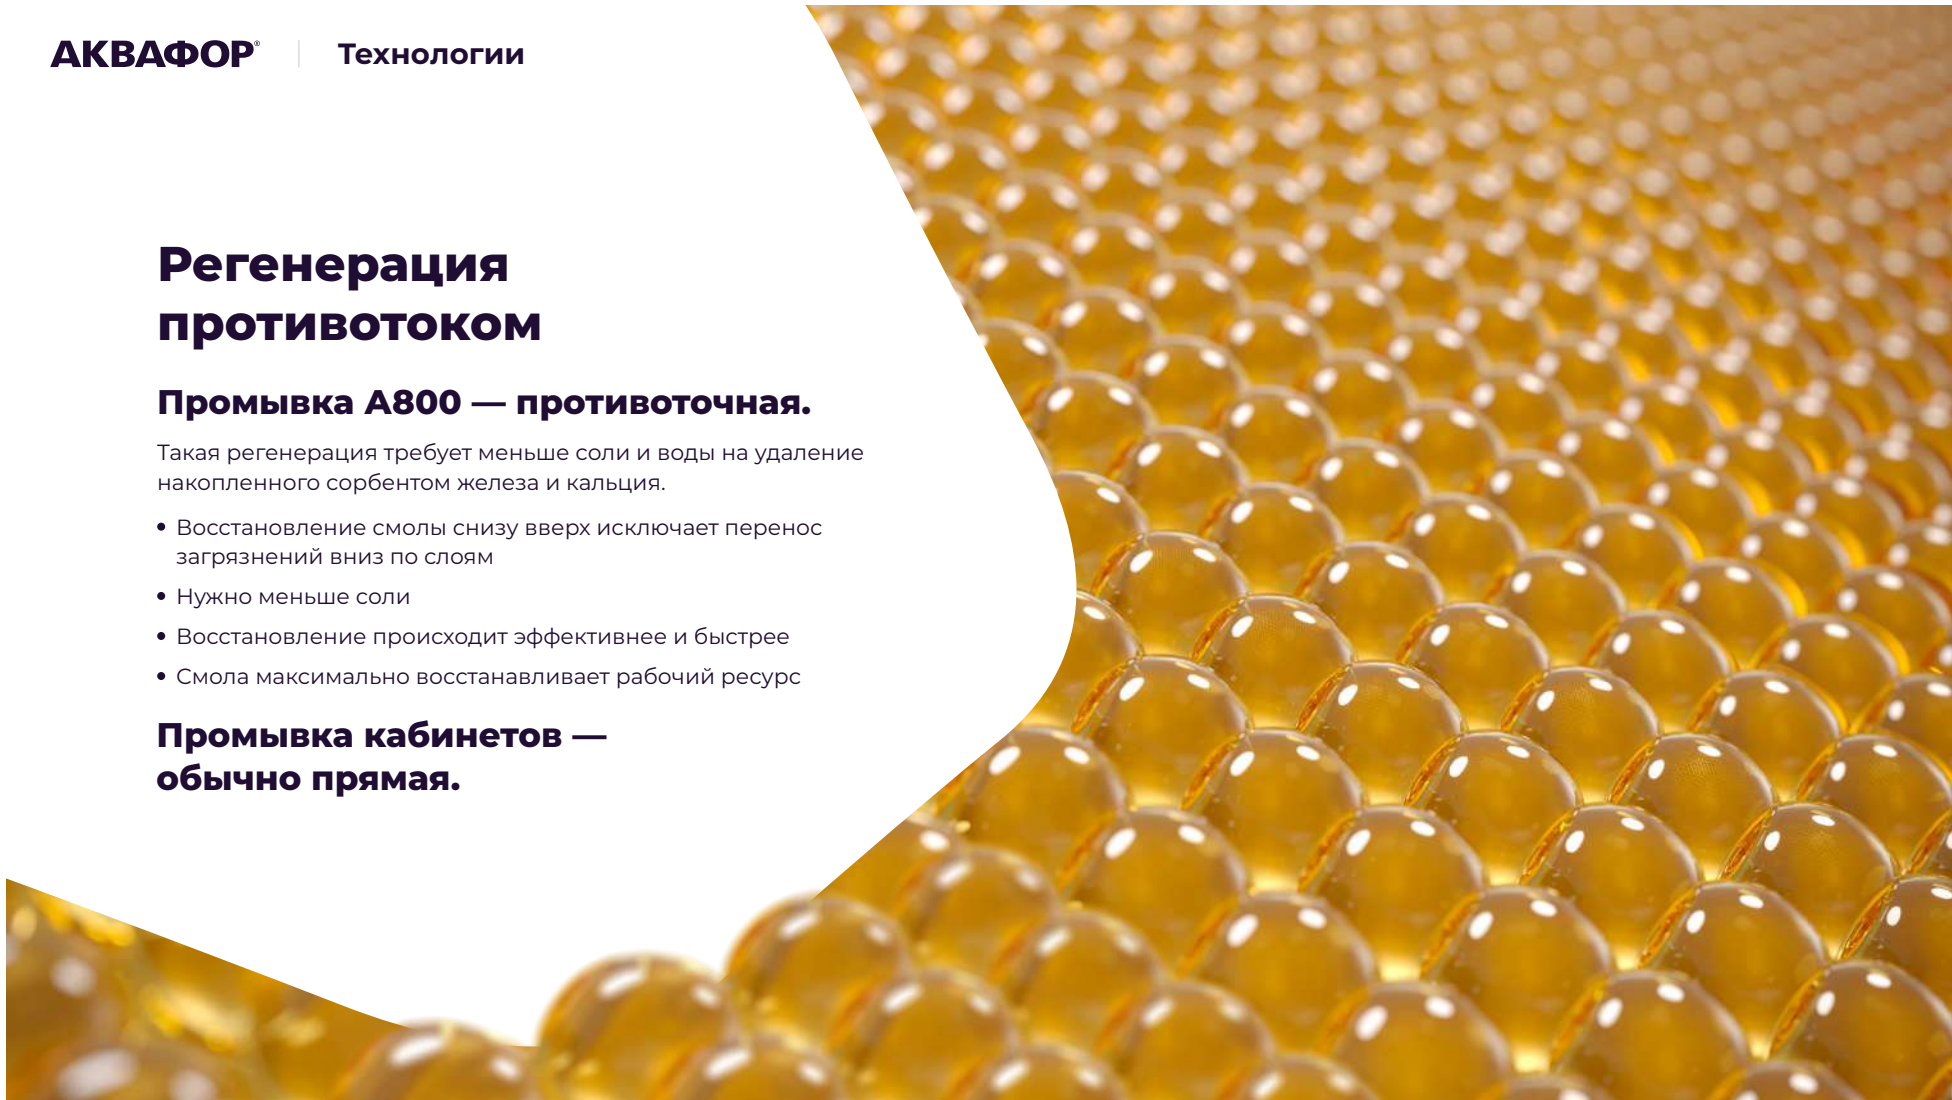 АКВАФОР®
Технологии
Регенерация
противотоком
Промывка А800 — противоточная.
Такая регенерация требует меньше соли и воды на удаление
накопленного сорбентом железа и кальция.
• Восстановление смолы снизу вверх исключает перенос
загрязнений вниз по слоям
• Нужно меньше соли
• Восстановление происходит эффективнее и быстрее
• Смола максимально восстанавливает рабочий ресурс
Промывка кабинетов —
обычно прямая.